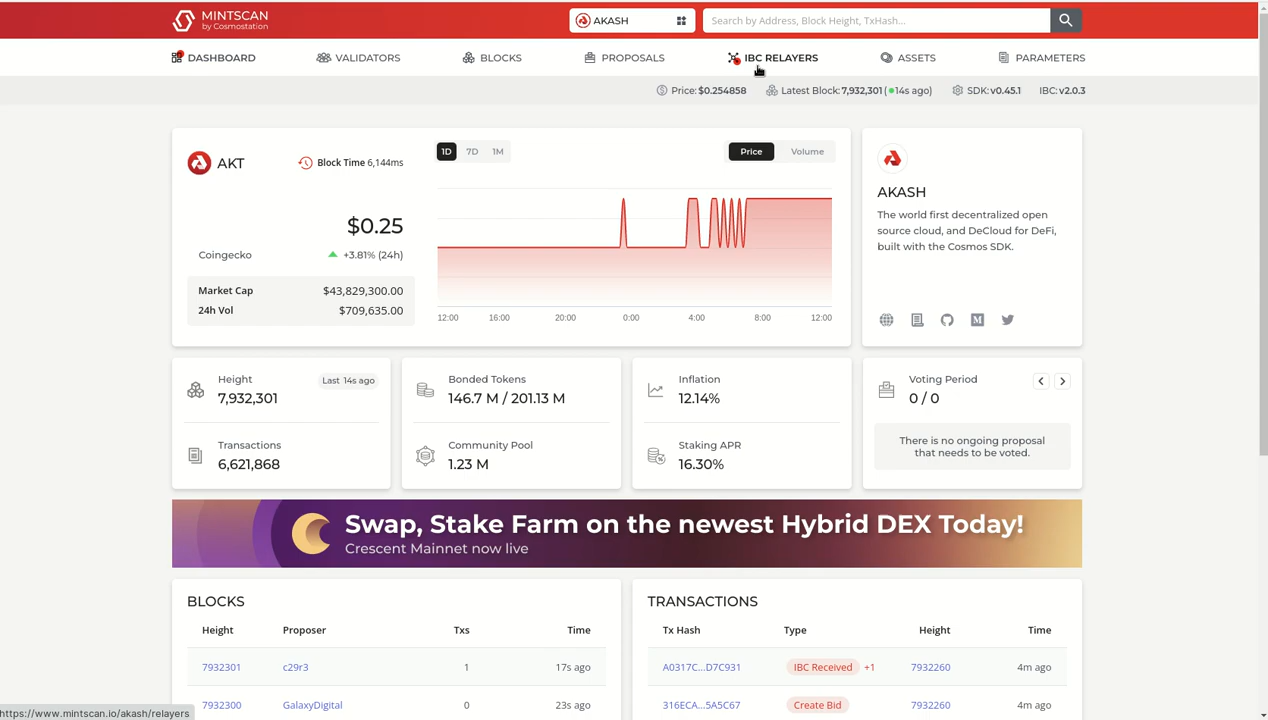 MINTSCAN
by Cosmostation
AKASH
Search by Address, Block Height, TxHash...
DASHBOARD
VALIDATORS
BLOCKS
PROPOSALS
IBC RELAYERS
ASSETS
PARAMETERS
Price: $0.254858
Latest Block: 7,932,301 ( 14s ago)
SDK: v0.45.1
IBC: v2.0.3
AKT
Block Time 6,144ms
$0.25
Coingecko
+3.81% (24h)
Market Cap
$43,829,300.00
24h Vol
$709,635.00
1D
7D
1M
Price
Volume
12:00
16:00
20:00
0:00
4:00
8:00
12:00
AKASH
The world first decentralized open
source cloud, and DeCloud for DeFi,
built with the Cosmos SDK.
Height
Last 14s ago
7,932,301
Transactions
6,621,868
Bonded Tokens
146.7 M / 201.13 M
Community Pool
1.23 M
Inflation
12.14%
Staking APR
16.30%
Voting Period
0 / 0
There is no ongoing proposal
that needs to be voted.
Swap, Stake Farm on the newest Hybrid DEX Today!
Crescent Mainnet now live
BLOCKS
Height Proposer Txs Time
7932301 c29r3 1 17s ago
7932300 GalaxyDigital 0 23s ago
TRANSACTIONS
Tx Hash Type Height Time
A0317C...D7C931 IBC Received +1 7932260 4m ago
316ECA...5A5C67 Create Bid 7932260 4m ago
https://www.mintscan.io/akash/relayers